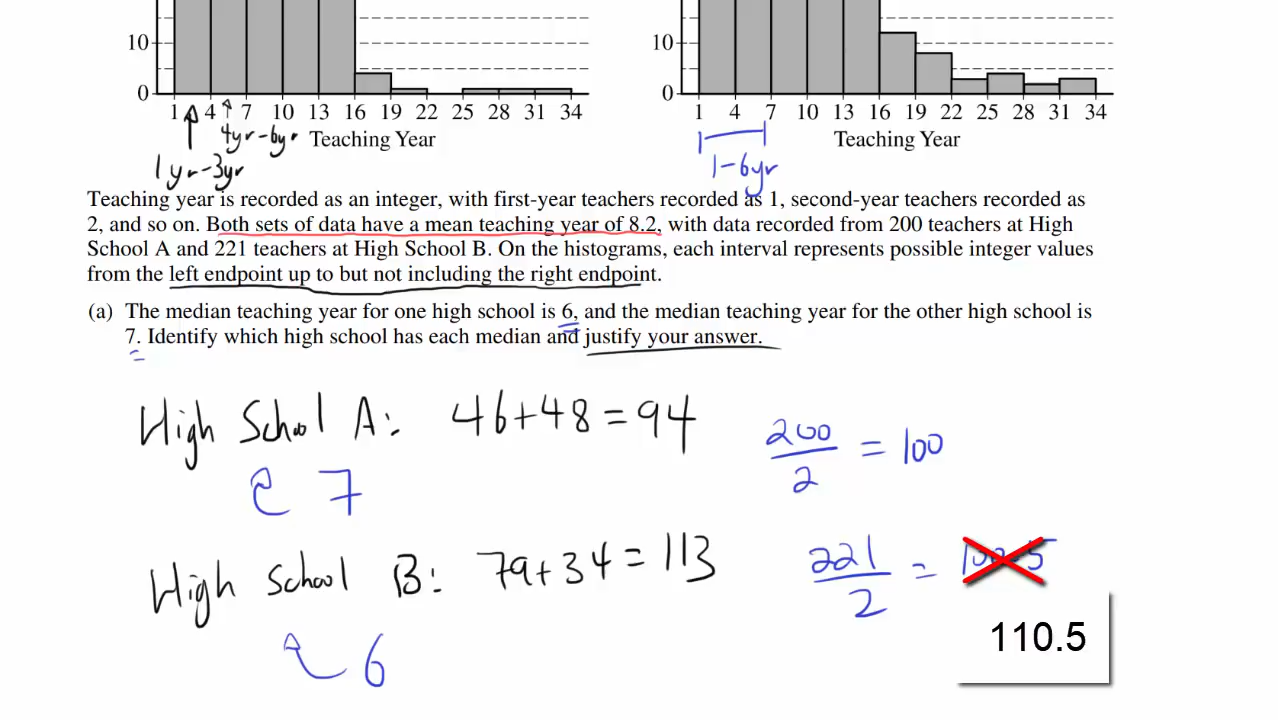 10 10
0 0
1 4 7 10 13 16 19 22 25 28 31 34 1 4 7 10 13 16 19 22 25 28 31 34
4yr-6yr Teaching Year Teaching Year
1yr-3yr 1-6yr
Teaching year is recorded as an integer, with first-year teachers recorded as 1, second-year teachers recorded as
2, and so on. Both sets of data have a mean teaching year of 8.2, with data recorded from 200 teachers at High
School A and 221 teachers at High School B. On the histograms, each interval represents possible integer values
from the left endpoint up to but not including the right endpoint.
(a) The median teaching year for one high school is 6, and the median teaching year for the other high school is
7. Identify which high school has each median and justify your answer.
High School A: 46+48=94
200/2 = 100
7
High School B: 79+34=113
221/2 =
110.5
6